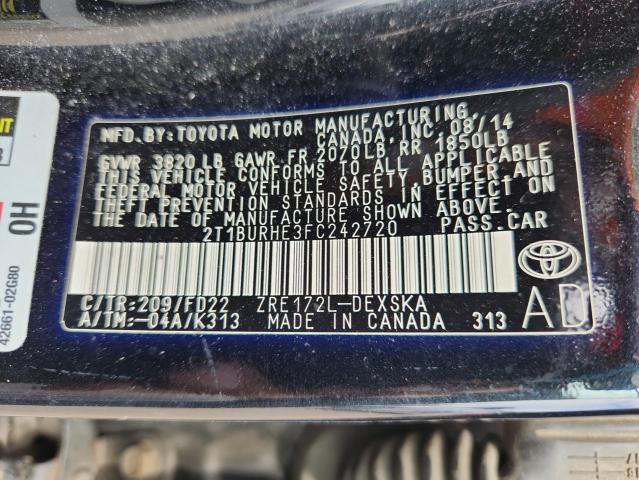 MFD.BY:TOYOTA MOTOR MANUFACTURING
CANADA, INC. 08/14
GVWR 3820 LB GAWR FR 2070LB RR 1850LB
THIS VEHICLE CONFORMS TO ALL APPLICABLE
FEDERAL MOTOR VEHICLE SAFETY, BUMPER, AND
THEFT PREVENTION STANDARDS IN EFFECT ON
THE DATE OF MANUFACTURE SHOWN ABOVE.
2T1BURHE3FC242720 PASS.CAR
C/TR:209/FD22 ZRE172L-DEXSKA
A/TM:-04A/K313 MADE IN CANADA 313
AD
OH
42661-02G80